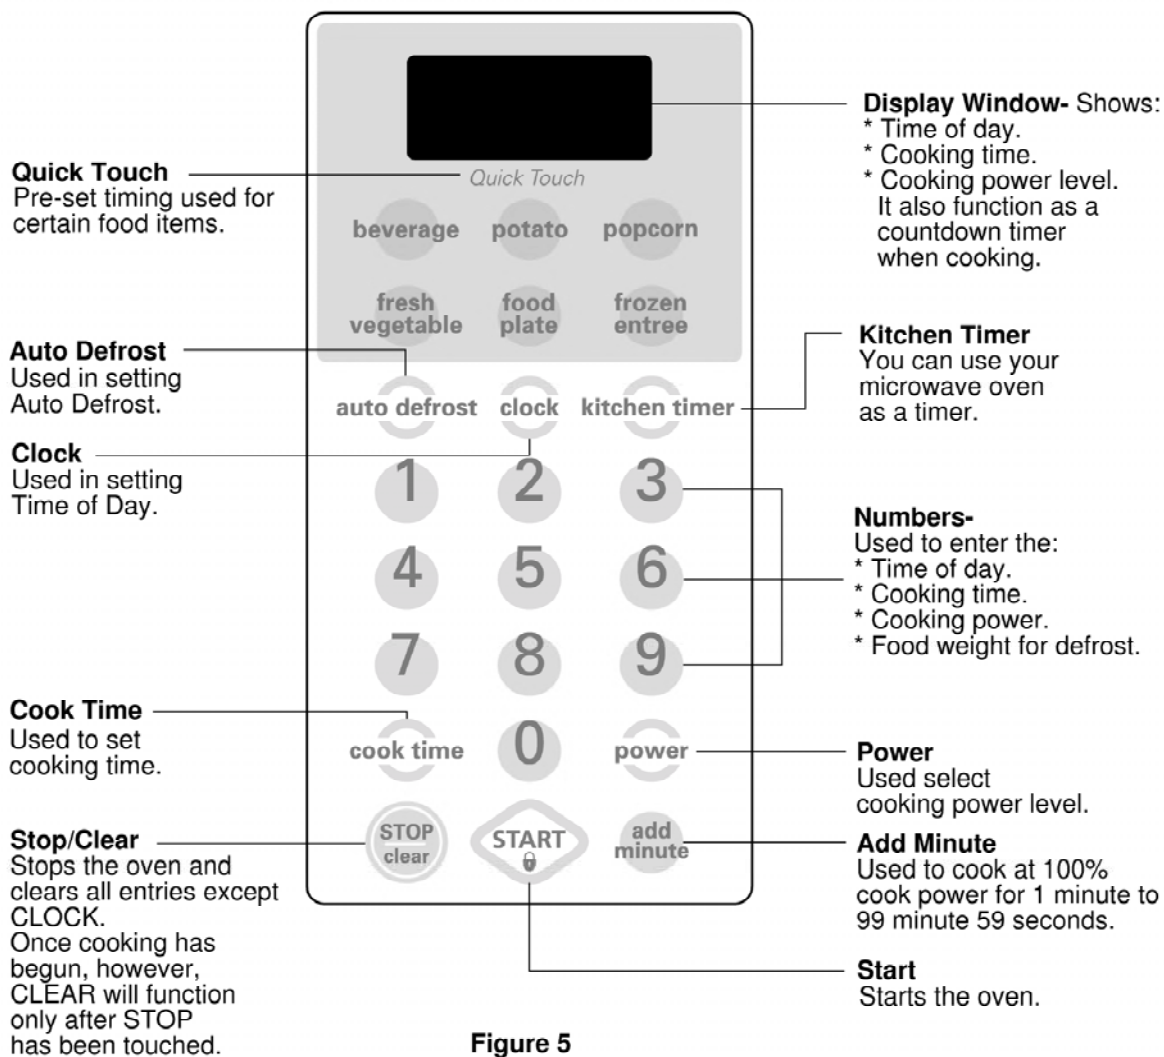 Quick Touch
Pre-set timing used for
certain food items.
Auto Defrost
Used in setting
Auto Defrost.
Clock
Used in setting
Time of Day.
Cook Time
Used to set
cooking time.
Stop/Clear
Stops the oven and
clears all entries except
CLOCK.
Once cooking has
begun, however,
CLEAR will function
only after STOP
has been touched.
Quick Touch
beverage potato popcorn
fresh vegetable food plate frozen entree
auto defrost clock kitchen timer
1 2 3
4 5 6
7 8 9
cook time 0 power
STOP clear START add minute
Display Window- Shows:
* Time of day.
* Cooking time.
* Cooking power level.
It also function as a
countdown timer
when cooking.
Kitchen Timer
You can use your
microwave oven
as a timer.
Numbers-
Used to enter the:
* Time of day.
* Cooking time.
* Cooking power.
* Food weight for defrost.
Power
Used select
cooking power level.
Add Minute
Used to cook at 100%
cook power for 1 minute to
99 minute 59 seconds.
Start
Starts the oven.
Figure 5